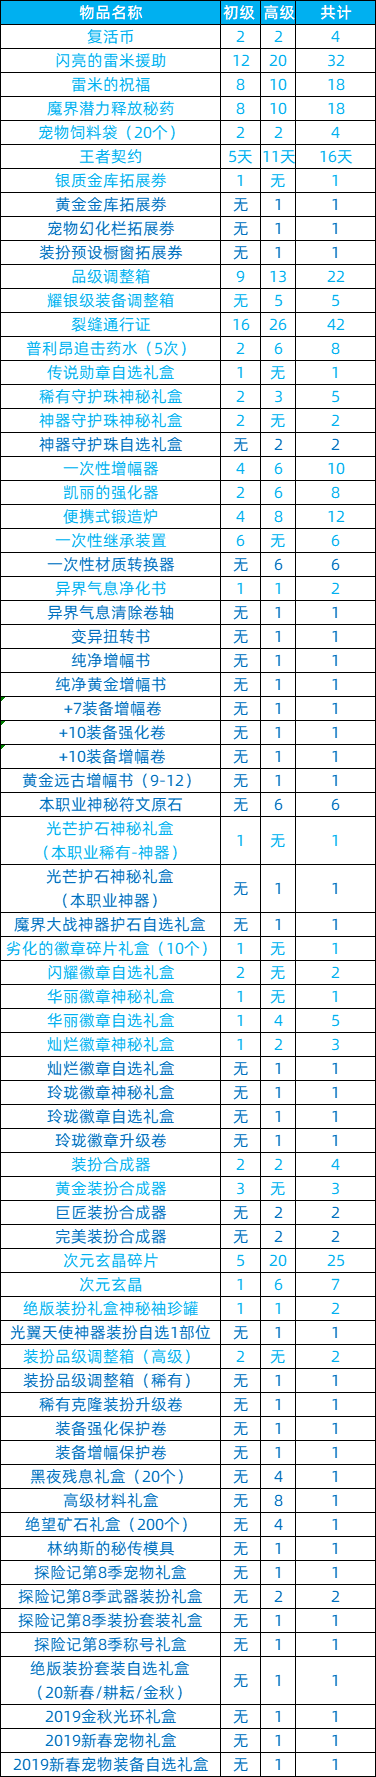 物品名称 初级 高级 共计
复活币 2 2 4
闪亮的雷米援助 12 20 32
雷米的祝福 8 10 18
魔界潜力释放秘药 8 10 18
宠物饲料袋（20个） 2 2 4
王者契约 5天 11天 16天
银质金库拓展券 1 无 1
黄金金库拓展券 无 1 1
宠物幻化栏拓展券 无 1 1
装扮预设橱窗拓展券 无 1 1
品级调整箱 9 13 22
耀银级装备调整箱 无 5 5
裂缝通行证 16 26 42
普利昂追击药水（5次） 2 6 8
传说勋章自选礼盒 1 无 1
稀有守护珠神秘礼盒 2 3 5
神器守护珠神秘礼盒 2 无 2
神器守护珠自选礼盒 无 2 2
一次性增幅器 4 6 10
凯丽的强化器 2 6 8
便携式锻造炉 4 8 12
一次性继承装置 6 无 6
一次性材质转换器 无 6 6
异界气息净化书 1 1 2
异界气息清除卷轴 无 1 1
变异扭转书 无 1 1
纯净增幅书 无 1 1
纯净黄金增幅书 无 1 1
+7装备增幅卷 无 1 1
+10装备强化卷 无 1 1
+10装备增幅卷 无 1 1
黄金远古增幅书（9-12） 无 1 1
本职业神秘符文原石 无 6 6
光芒护石神秘礼盒
（本职业稀有-神器） 1 无 1
光芒护石神秘礼盒
（本职业神器） 无 1 1
魔界大战神器护石自选礼盒 无 1 1
劣化的徽章碎片礼盒（10个） 1 无 1
闪耀徽章自选礼盒 2 无 2
华丽徽章神秘礼盒 1 无 1
华丽徽章自选礼盒 1 4 5
灿烂徽章神秘礼盒 1 2 3
灿烂徽章自选礼盒 无 1 1
玲珑徽章神秘礼盒 无 1 1
玲珑徽章自选礼盒 无 1 1
玲珑徽章升级卷 无 1 1
装扮合成器 2 2 4
黄金装扮合成器 3 无 3
巨匠装扮合成器 无 2 2
完美装扮合成器 无 2 2
次元玄晶碎片 5 20 25
次元玄晶 1 6 7
绝版装扮礼盒神秘袖珍罐 1 1 2
光翼天使神器装扮自选1部位 无 1 1
装扮品级调整箱（高级） 2 无 2
装扮品级调整箱（稀有） 无 1 1
稀有克隆装扮升级卷 无 1 1
装备强化保护卷 无 1 1
装备增幅保护卷 无 1 1
黑夜残息礼盒（20个） 无 4 1
高级材料礼盒 无 8 1
绝望矿石礼盒（200个） 无 4 1
林纳斯的秘传模具 无 1 1
探险记第8季宠物礼盒 无 1 1
探险记第8季武器装扮礼盒 无 2 2
探险记第8季装扮套装礼盒 无 1 1
探险记第8季称号礼盒 无 1 1
绝版装扮套装自选礼盒
（20新春/耕耘/金秋） 无 1 1
2019金秋光环礼盒 无 1 1
2019新春宠物礼盒 无 1 1
2019新春宠物装备自选礼盒 无 1 1